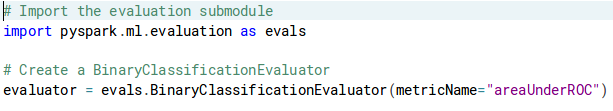 # Import the evaluation submodule
import pyspark.ml.evaluation as evals
# Create a BinaryClassificationEvaluator
evaluator = evals.BinaryClassificationEvaluator(metricName="areaUnderROC")